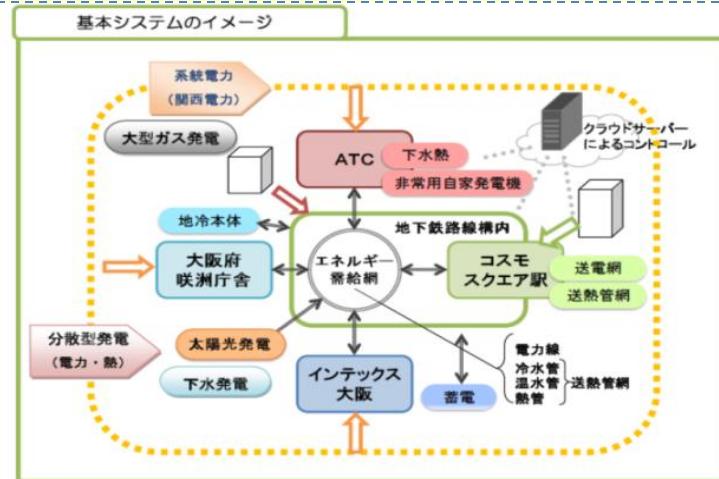 基本システムのイメージ
系統電力
（関西電力）
大型ガス発電
ATC
下水熱
非常用自家発電機
クラウドサーバー
によるコントロール
地冷本体
地下鉄路線構内
大阪府
咲洲庁舎
エネルギー
需給網
コスモ
スクエア駅
送電網
送熱管網
分散型発電
（電力・熱）
太陽光発電
下水発電
インテックス
大阪
蓄電
電力線
冷水管
温水管
熱管
送熱管網